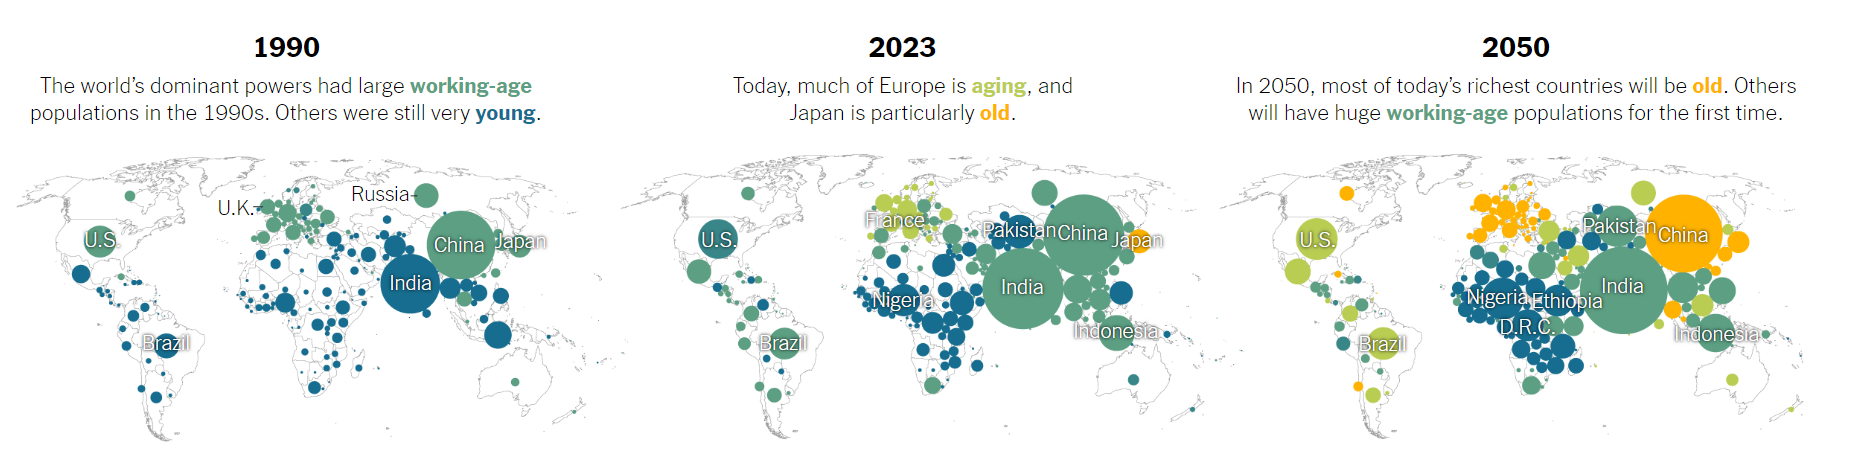 1990
The world's dominant powers had large working-age
populations in the 1990s. Others were still very young.
Russia
U.K.
U.S.
China
Japan
India
Brazil
2023
Today, much of Europe is aging, and
Japan is particularly old.
France
U.S.
Pakistan
China
Japan
India
Nigeria
Indonesia
Brazil
2050
In 2050, most of today's richest countries will be old. Others
will have huge working-age populations for the first time.
U.S.
Pakistan
China
India
Nigeria
Ethiopia
D.R.C.
Indonesia
Brazil